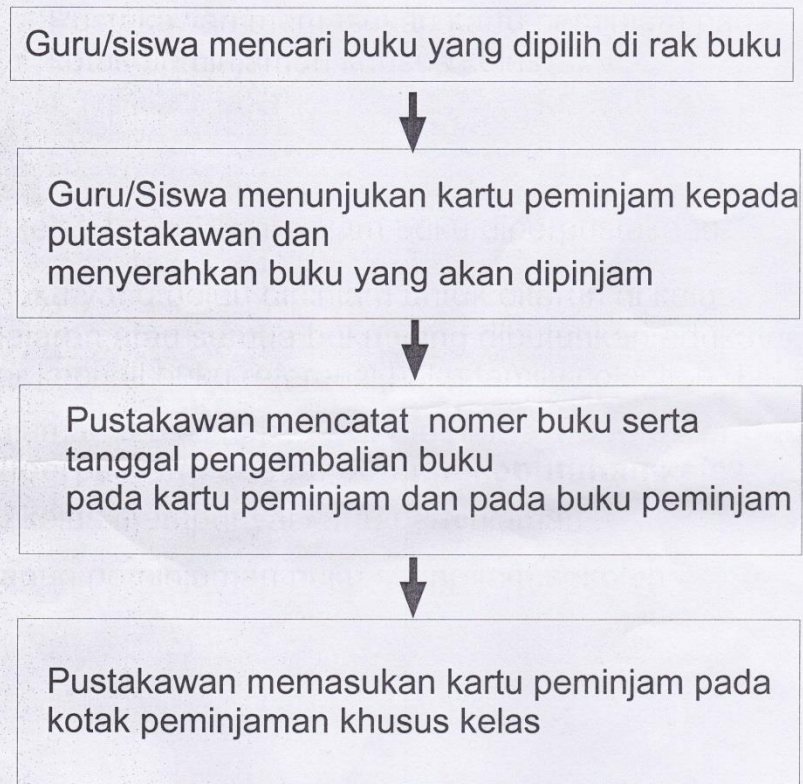 Guru/siswa mencari buku yang dipilih di rak buku
Guru/Siswa menunjukan kartu peminjam kepada
putastakawan dan
menyerahkan buku yang akan dipinjam
Pustakawan mencatat nomer buku serta
tanggal pengembalian buku
pada kartu peminjam dan pada buku peminjam
Pustakawan memasukan kartu peminjam pada
kotak peminjaman khusus kelas